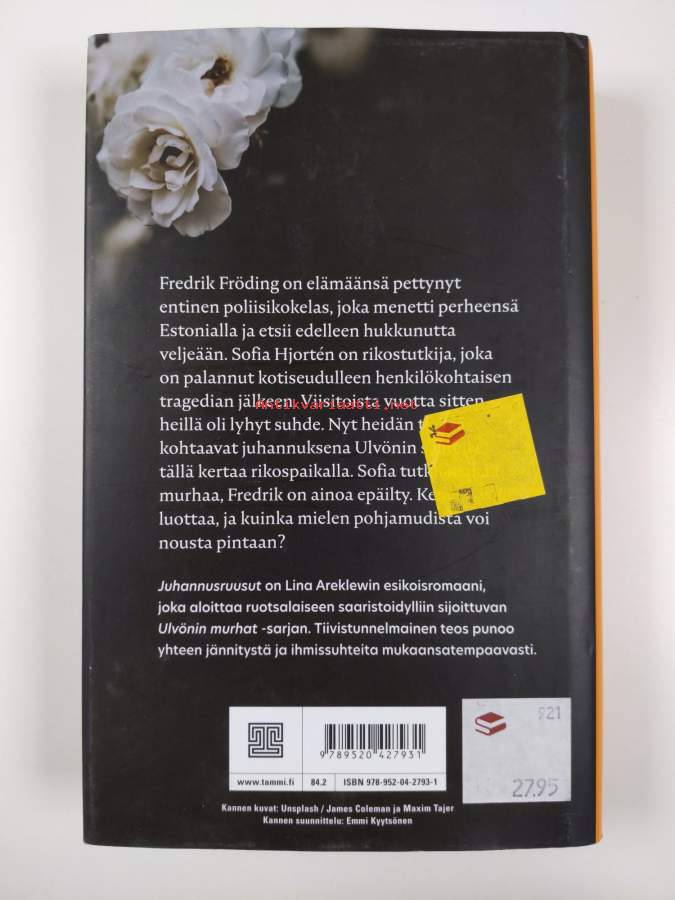 Fredrik Fröding on elämäänsä pettynyt
entinen poliisikokelas, joka menetti perheensä
Estonialla ja etsii edelleen hukkunutta
veljeään. Sofia Hjortén on rikostutkija, joka
on palannut kotiseudulleen henkilökohtaisen
tragedian jälkeen. Viisitoista vuotta sitten
Antikvariaatti.net
heillä oli lyhyt suhde. Nyt heidän
kohtaavat juhannuksena Ulvönin
tällä kertaa rikospaikalla. Sofia
murhaa, Fredrik on ainoa epäilty.
luottaa, ja kuinka mielen pohjamudista voi
nousta pintaan?
Juhannusruusut on Lina Areklewin esikoisromaani,
joka aloittaa ruotsalaiseen saaristoidylliin sijoittuvan
Ulvönin murhat -sarjan. Tiivistunnelmainen teos punoo
yhteen jännitystä ja ihmissuhteita mukaansatempaavasti.
9 789520 427931
www.tammi.fi 84.2 ISBN 978-952-04-2793-1
921
27.95
Kannen kuvat: Unsplash / James Coleman ja Maxim Tajer
Kannen suunnittelu: Emmi Kyytsönen